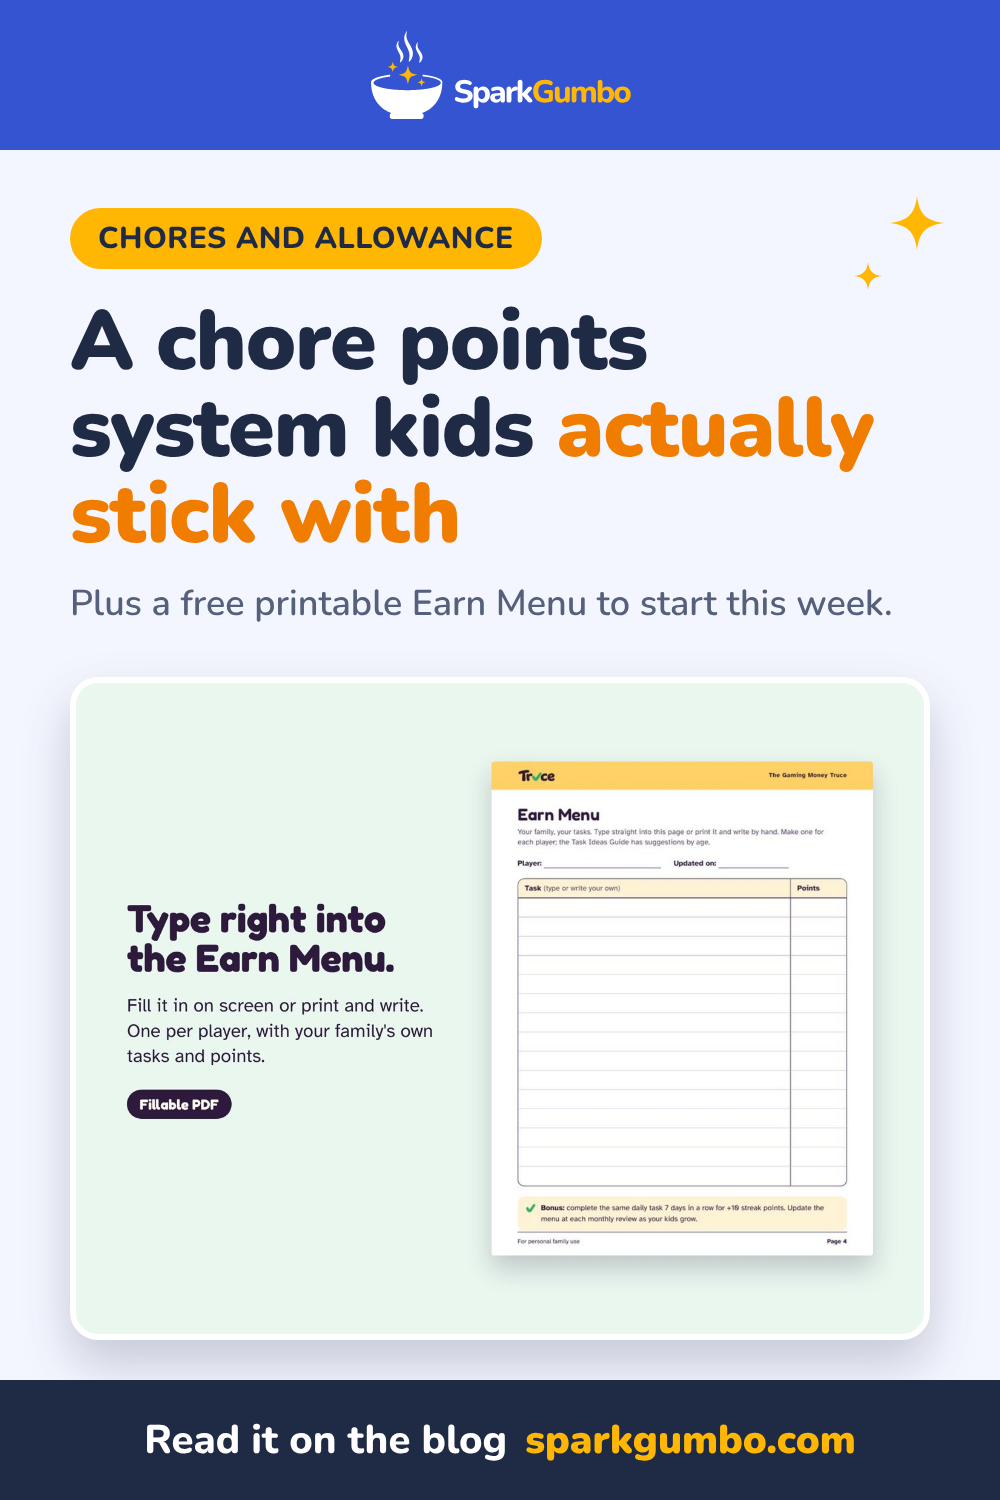 SparkGumbo
CHORES AND ALLOWANCE
A chore points
system kids actually
stick with
Plus a free printable Earn Menu to start this week.
Type right into
the Earn Menu.
Fill it in on screen or print and write.
One per player, with your family's own
tasks and points.
Fillable PDF
Truce
The Gaming Money Truce
Earn Menu
Your family, your tasks. Type straight into this page or print it and write by hand. Make one for
each player; the Task Ideas Guide has suggestions by age.
Player: Updated on:
Task (type or write your own) Points
Bonus: complete the same daily task 7 days in a row for +10 streak points. Update the
menu at each monthly review as your kids grow.
For personal family use Page 4
Read it on the blog sparkgumbo.com